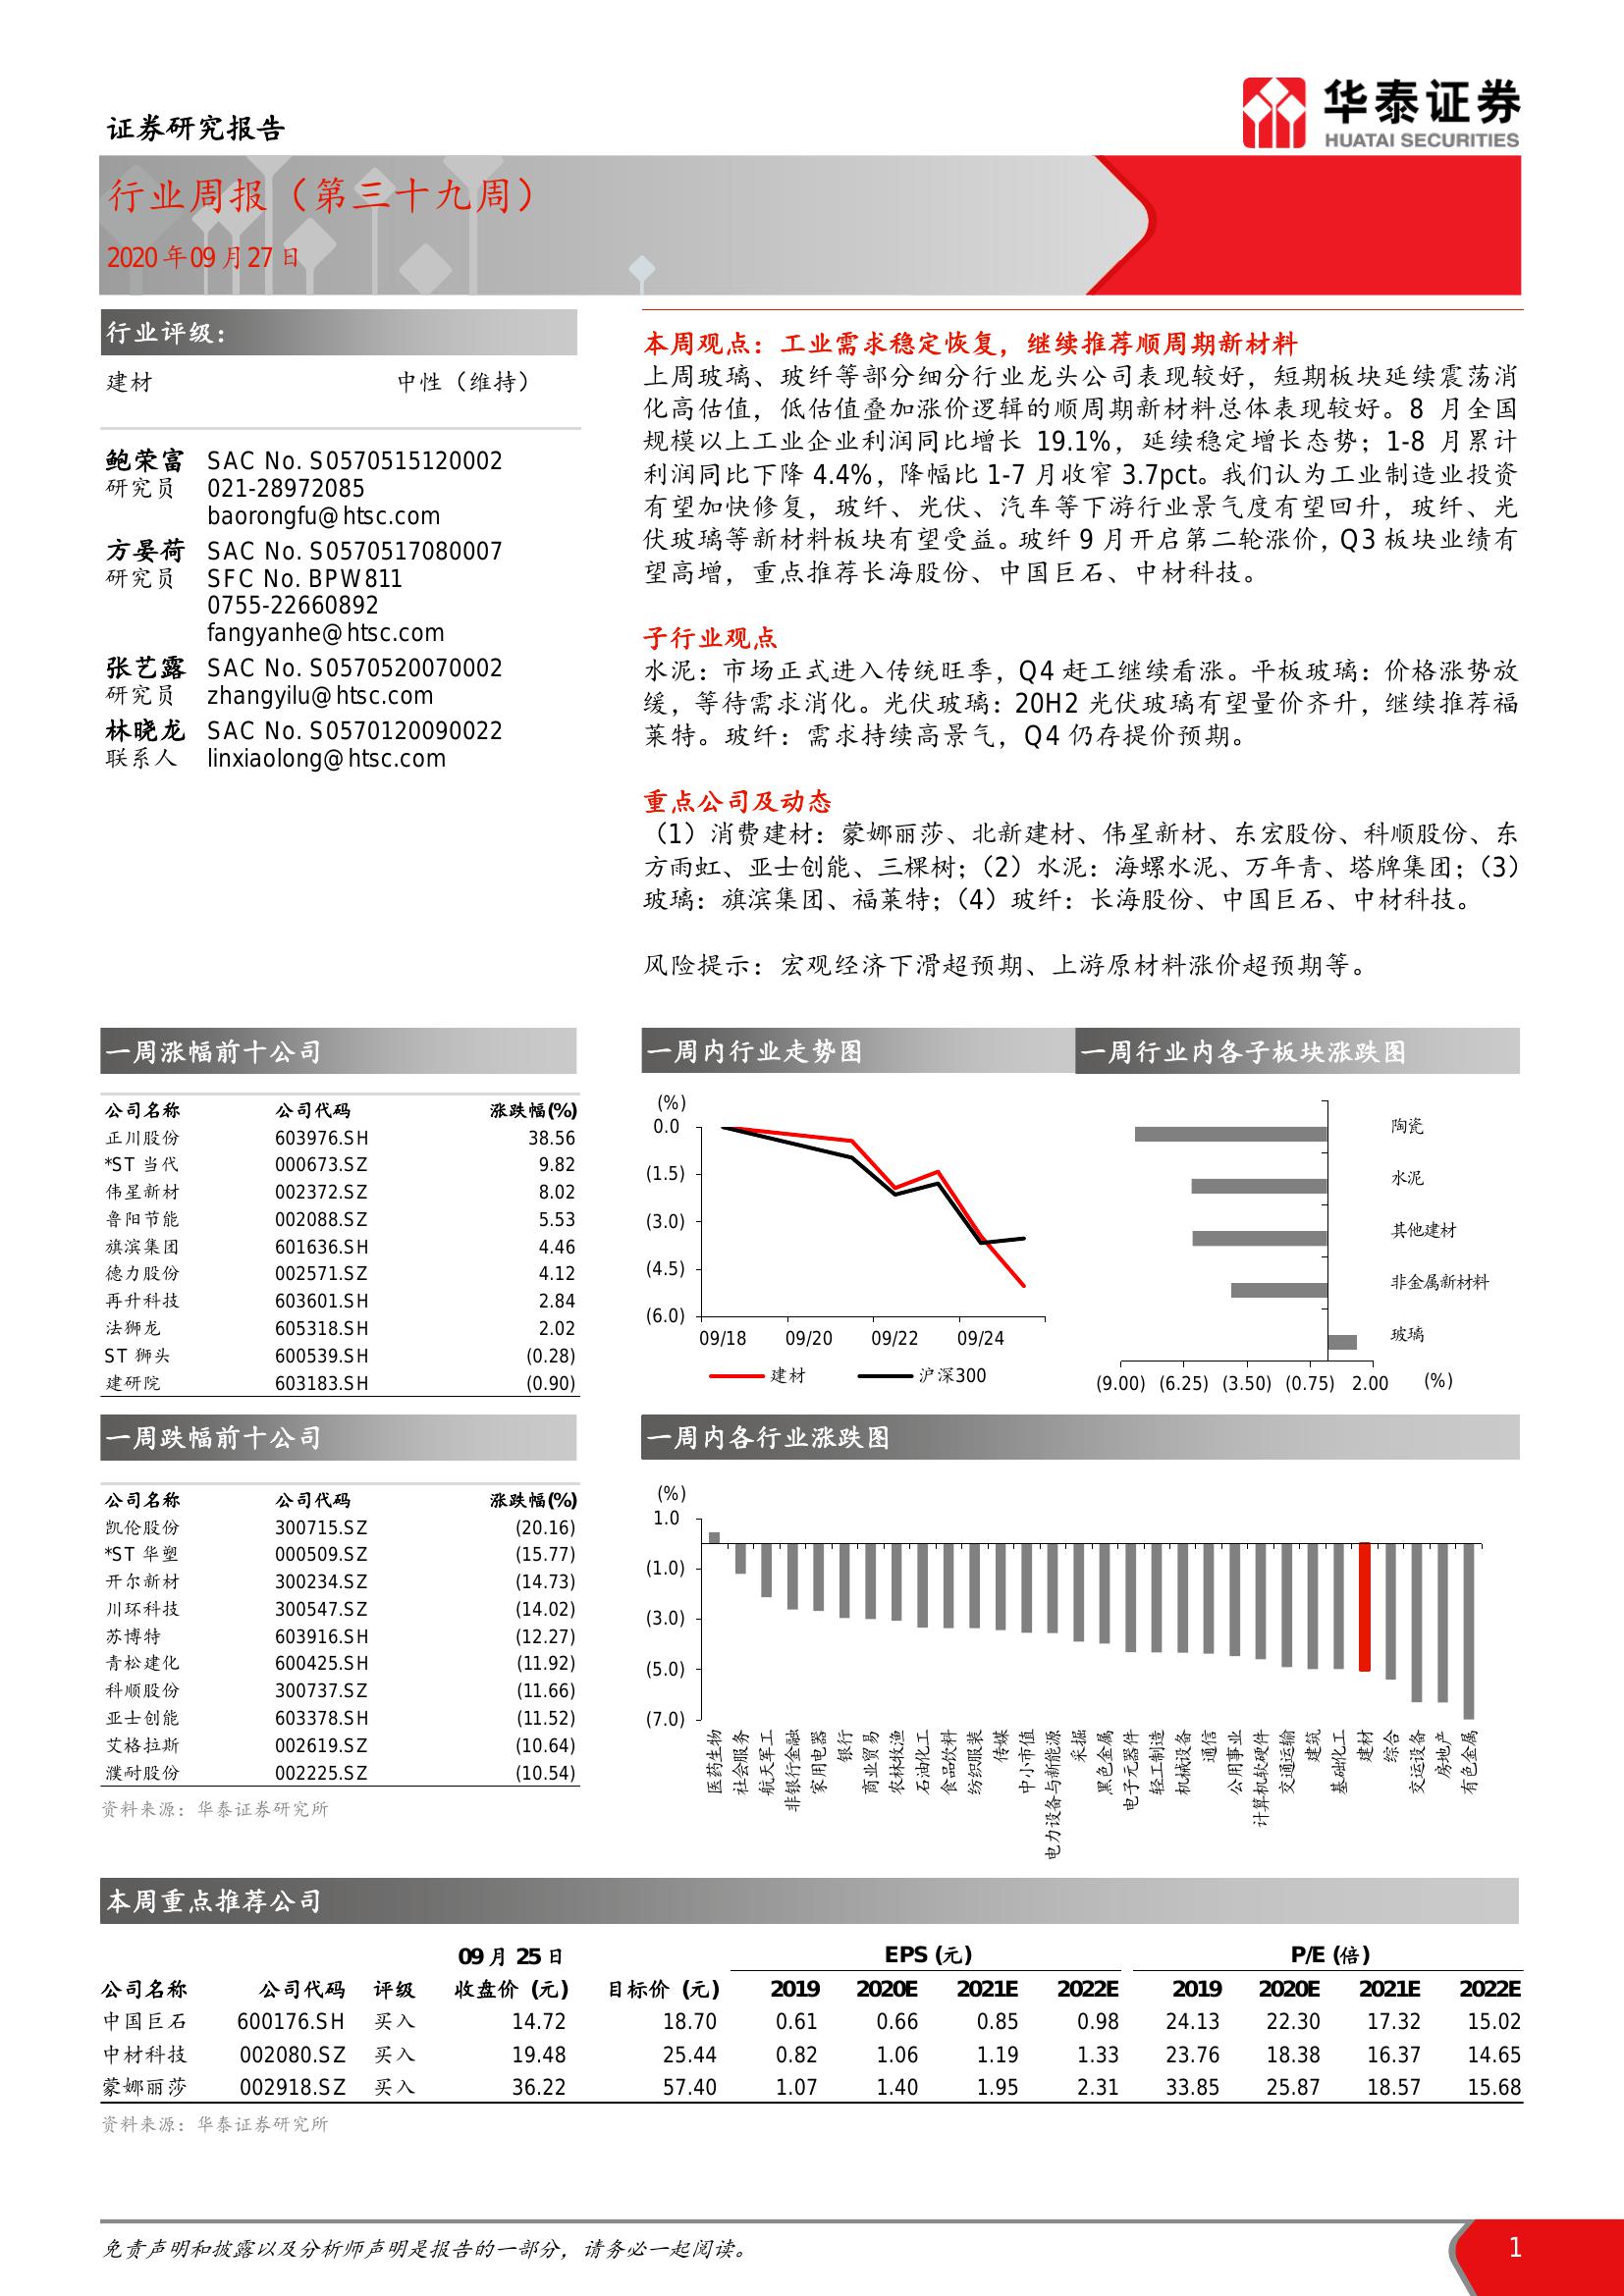 证券研究报告
华泰证券
HUATAI SECURITIES
行业周报（第三十九周）
2020 年 09 月 27 日
行业评级：
建材 中性（维持）
鲍荣富 SAC No. S0570515120002
研究员 021-28972085
baorongfu@htsc.com
方晏荷 SAC No. S0570517080007
研究员 SFC No. BPW811
0755-22660892
fangyanhe@htsc.com
张艺露 SAC No. S0570520070002
研究员 zhangyilu@htsc.com
林晓龙 SAC No. S0570120090022
联系人 linxiaolong@htsc.com
本周观点：工业需求稳定恢复，继续推荐顺周期新材料
上周玻璃、玻纤等部分细分行业龙头公司表现较好，短期板块延续震荡消
化高估值，低估值叠加涨价逻辑的顺周期新材料总体表现较好。8 月全国
规模以上工业企业利润同比增长 19.1%，延续稳定增长态势；1-8 月累计
利润同比下降 4.4%，降幅比 1-7 月收窄 3.7pct。我们认为工业制造业投资
有望加快修复，玻纤、光伏、汽车等下游行业景气度有望回升，玻纤、光
伏玻璃等新材料板块有望受益。玻纤 9 月开启第二轮涨价，Q3 板块业绩有
望高增，重点推荐长海股份、中国巨石、中材科技。
子行业观点
水泥：市场正式进入传统旺季，Q4 赶工继续看涨。平板玻璃：价格涨势放
缓，等待需求消化。光伏玻璃：20H2 光伏玻璃有望量价齐升，继续推荐福
莱特。玻纤：需求持续高景气，Q4 仍存提价预期。
重点公司及动态
（1）消费建材：蒙娜丽莎、北新建材、伟星新材、东宏股份、科顺股份、东
方雨虹、亚士创能、三棵树；（2）水泥：海螺水泥、万年青、塔牌集团；（3）
玻璃：旗滨集团、福莱特；（4）玻纤：长海股份、中国巨石、中材科技。
风险提示：宏观经济下滑超预期、上游原材料涨价超预期等。
一周涨幅前十公司
公司名称 公司代码 涨跌幅(%)
正川股份 603976.SH 38.56
*ST 当代 000673.SZ 9.82
伟星新材 002372.SZ 8.02
鲁阳节能 002088.SZ 5.53
旗滨集团 601636.SH 4.46
德力股份 002571.SZ 4.12
再升科技 603601.SH 2.84
法狮龙 605318.SH 2.02
ST 狮头 600539.SH (0.28)
建研院 603183.SH (0.90)
一周内行业走势图
(%)
0.0
(1.5)
(3.0)
(4.5)
(6.0)
09/18 09/20 09/22 09/24
建材 沪深300
一周行业内各子板块涨跌图
陶瓷
水泥
其他建材
非金属新材料
玻璃
(9.00) (6.25) (3.50) (0.75) 2.00 (%)
一周跌幅前十公司
公司名称 公司代码 涨跌幅(%)
凯伦股份 300715.SZ (20.16)
*ST 华塑 000509.SZ (15.77)
开尔新材 300234.SZ (14.73)
川环科技 300547.SZ (14.02)
苏博特 603916.SH (12.27)
青松建化 600425.SH (11.92)
科顺股份 300737.SZ (11.66)
亚士创能 603378.SH (11.52)
艾格拉斯 002619.SZ (10.64)
濮耐股份 002225.SZ (10.54)
资料来源：华泰证券研究所
一周内各行业涨跌图
(%)
1.0
(1.0)
(3.0)
(5.0)
(7.0)
医药生物
社会服务
航天军工
非银行金融
家用电器
银行
商业贸易
农林牧渔
石油化工
食品饮料
纺织服装
传媒
中小市值
电力设备与新能源
采掘
黑色金属
电子元器件
轻工制造
机械设备
通信
公用事业
计算机软硬件
交通运输
建筑
基础化工
建材
综合
交运设备
房地产
有色金属
本周重点推荐公司
09 月 25 日 EPS (元) P/E (倍)
公司名称 公司代码 评级 收盘价 (元) 目标价 (元) 2019 2020E 2021E 2022E 2019 2020E 2021E 2022E
中国巨石 600176.SH 买入 14.72 18.70 0.61 0.66 0.85 0.98 24.13 22.30 17.32 15.02
中材科技 002080.SZ 买入 19.48 25.44 0.82 1.06 1.19 1.33 23.76 18.38 16.37 14.65
蒙娜丽莎 002918.SZ 买入 36.22 57.40 1.07 1.40 1.95 2.31 33.85 25.87 18.57 15.68
资料来源：华泰证券研究所
免责声明和披露以及分析师声明是报告的一部分，请务必一起阅读。 1